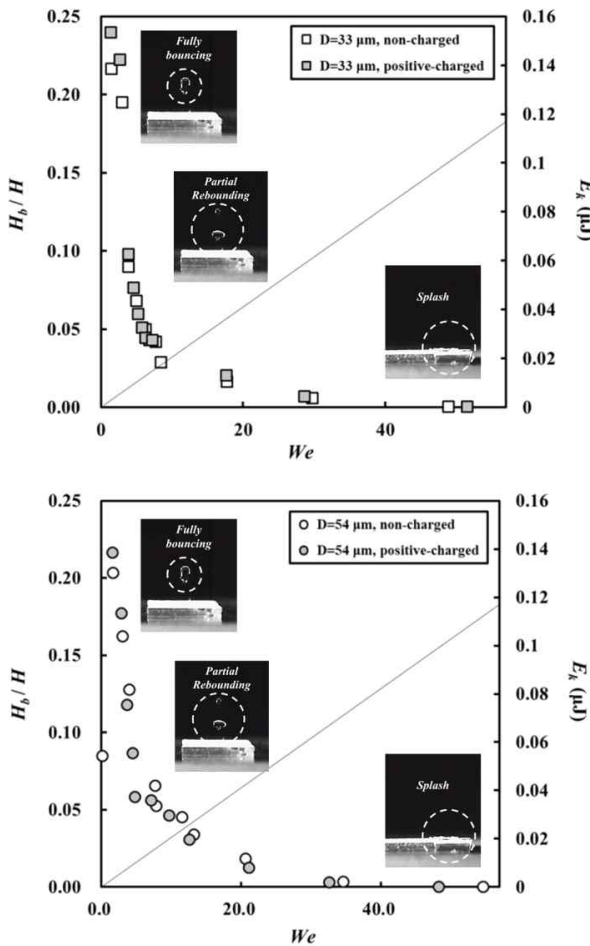 0.25
0.20
0.15
0.10
0.05
0.00
H_b / H
0
20
40
We
0.16
0.14
0.12
0.1
0.08
0.06
0.04
0.02
0
E_k (μJ)
D=33 μm, non-charged
D=33 μm, positive-charged
Fully
bouncing
Partial
Rebounding
Splash
0.25
0.20
0.15
0.10
0.05
0.00
H_b / H
0.0
20.0
40.0
We
0.16
0.14
0.12
0.1
0.08
0.06
0.04
0.02
0
E_k (μJ)
D=54 μm, non-charged
D=54 μm, positive-charged
Fully
bouncing
Partial
Rebounding
Splash